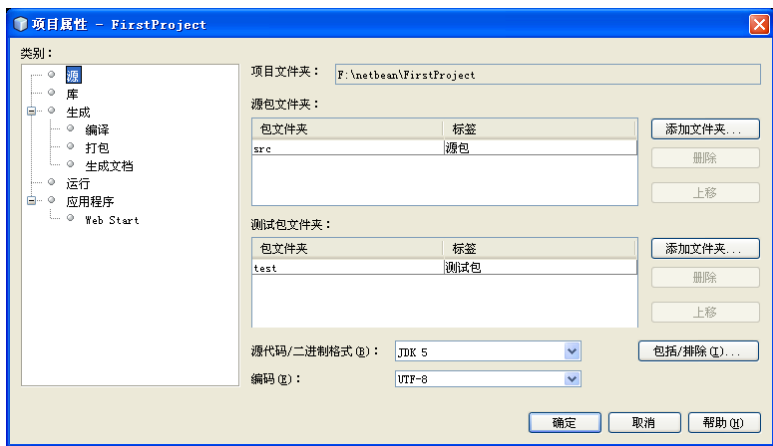 项目属性 - FirstProject
类别：
源
库
生成
编译
打包
生成文档
运行
应用程序
Web Start
项目文件夹： F:\netbean\FirstProject
源包文件夹：
包文件夹 标签
src 源包
添加文件夹...
删除
上移
测试包文件夹：
包文件夹 标签
test 测试包
添加文件夹...
删除
上移
源代码/二进制格式(B)： JDK 5 包括/排除(I)...
编码(E)： UTF-8
确定 取消 帮助(H)